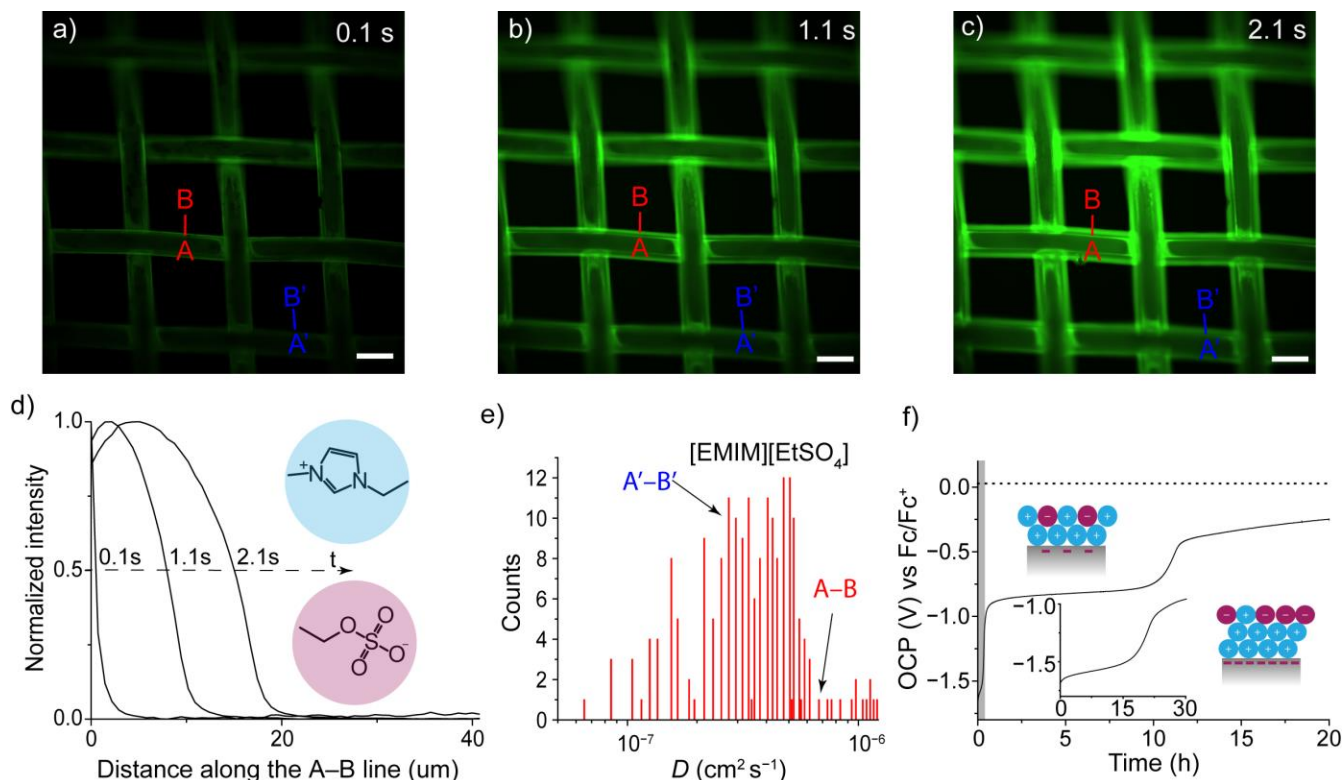 a)
0.1 s
B
A
B'
A'
b)
1.1 s
B
A
B'
A'
c)
2.1 s
B
A
B'
A'
d)
1.0
0.5
0.0
Normalized intensity
0.1s
1.1s
2.1s
t
N
+
N
O
O
S
O
O
-
0
20
40
Distance along the A–B line (um)
e)
[EMIM][EtSO₄]
A'–B'
A–B
Counts
12
10
8
6
4
2
0
10⁻⁷
10⁻⁶
D (cm² s⁻¹)
f)
OCP (V) vs Fc/Fc⁺
0.0
−0.5
−1.0
−1.5
−1.0
−1.5
0
15
30
0
5
10
15
20
Time (h)